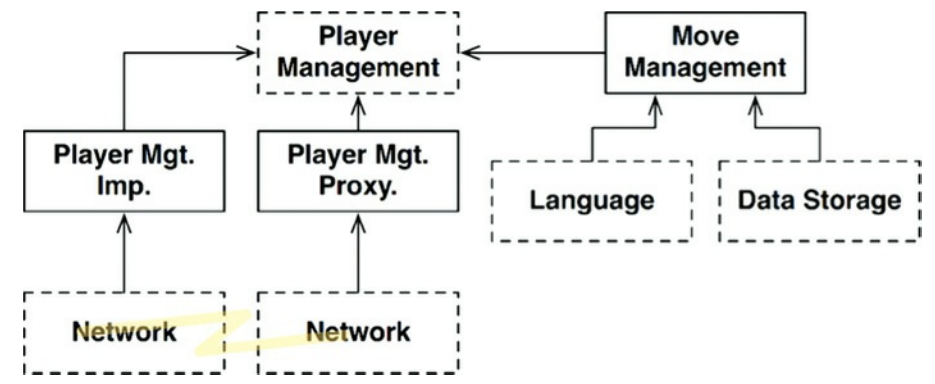 Player
Management
Move
Management
Player Mgt.
Imp.
Player Mgt.
Proxy.
Language
Data Storage
Network
Network